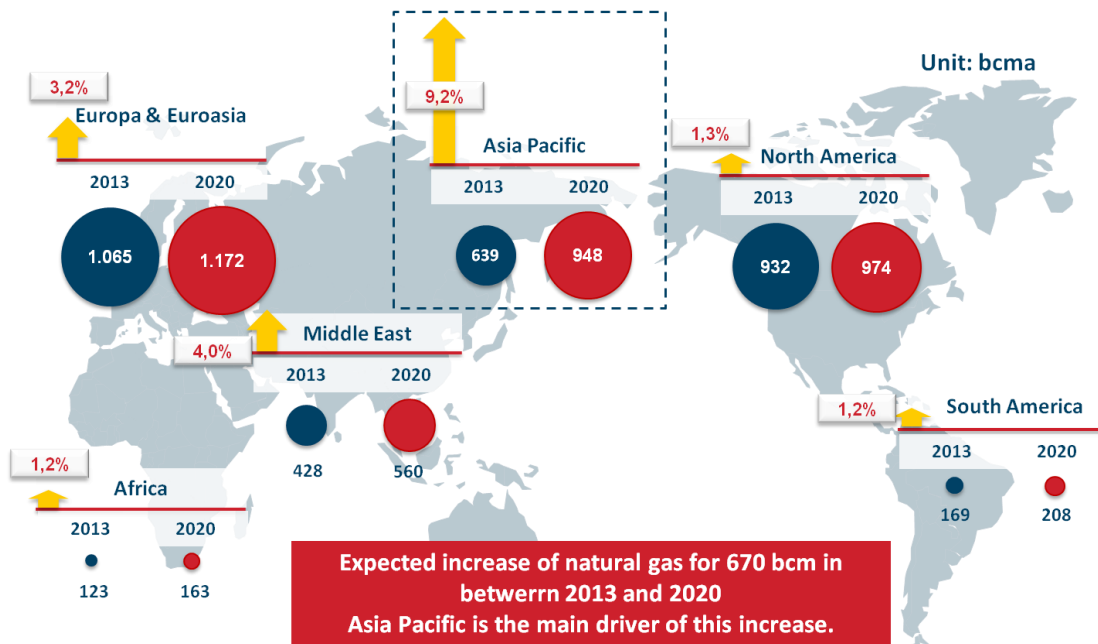 Unit: bcma
3,2%
Europa & Euroasia
2013 2020
1.065 1.172
9,2%
Asia Pacific
2013 2020
639 948
1,3%
North America
2013 2020
932 974
4,0%
Middle East
2013 2020
428 560
1,2%
South America
2013 2020
169 208
1,2%
Africa
2013 2020
123 163
Expected increase of natural gas for 670 bcm in
betwerrn 2013 and 2020
Asia Pacific is the main driver of this increase.